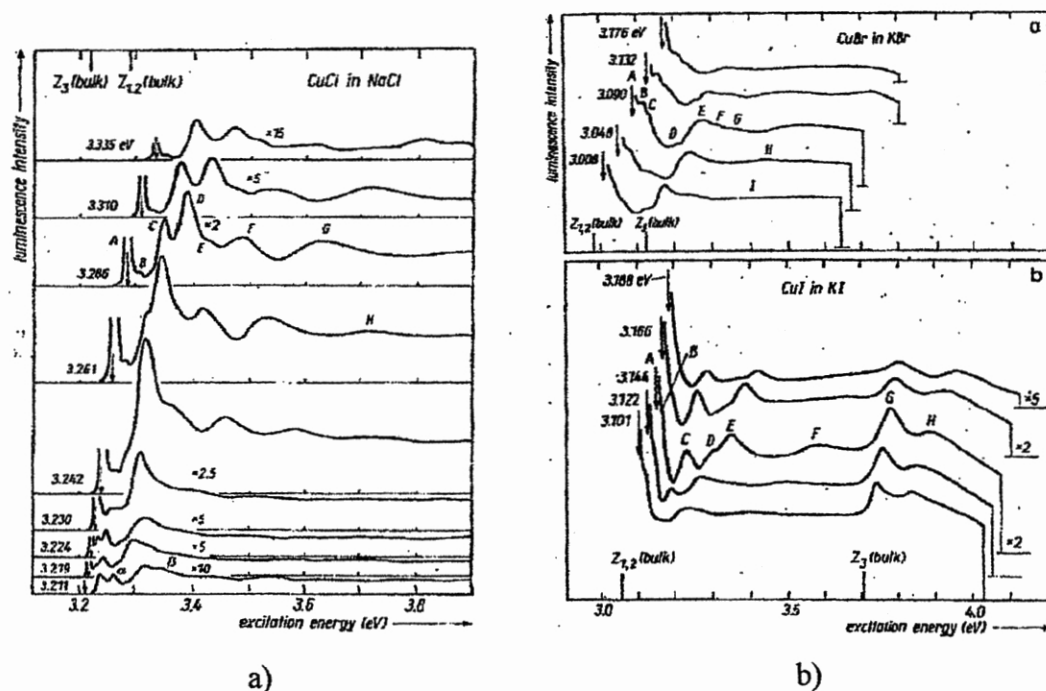 Z₃(bulk)
Z₁,₂(bulk)
CuCl in NaCl
luminescence intensity
3.335 eV
×15
3.310
×5
D
C
×2
A
E
F
G
B
3.286
H
3.261
3.242
×2.5
3.230
×5
3.224
×5
3.219
α
β
×10
3.211
3.2
3.4
3.6
3.8
excitation energy (eV)
a)
a
CuBr in KBr
luminescence intensity
3.176 eV
3.132
A
B
3.090
C
E
F
G
D
3.048
H
3.008
I
Z₁,₂(bulk)
b
CuI in KI
3.188 eV
3.166
B
A
3.144
×5
3.122
G
3.101
E
×2
C
D
F
H
×2
Z₁,₂(bulk)
Z₃(bulk)
3.0
3.5
4.0
excitation energy (eV)
b)